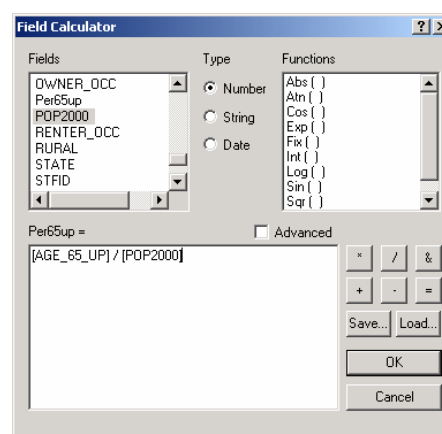 Field Calculator
Fields
Type
Functions
OWNER_OCC
Per65up
POP2000
RENTER_OCC
RURAL
STATE
STFID
Number
String
Date
Abs ( )
Atn ( )
Cos ( )
Exp ( )
Fix ( )
Int ( )
Log ( )
Sin ( )
Sqr ( )
Per65up =
Advanced
[AGE_65_UP] / [POP2000]
* / &
+ - =
Save... Load...
OK
Cancel